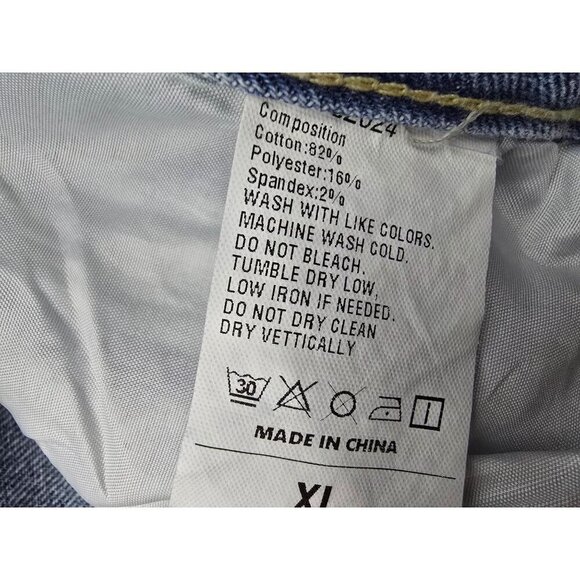 Composition
Cotton:82%
Polyester:16%
Spandex:2%
WASH WITH LIKE COLORS.
MACHINE WASH COLD.
DO NOT BLEACH.
TUMBLE DRY LOW,
LOW IRON IF NEEDED.
DO NOT DRY CLEAN
DRY VETTICALLY
30
MADE IN CHINA
XL